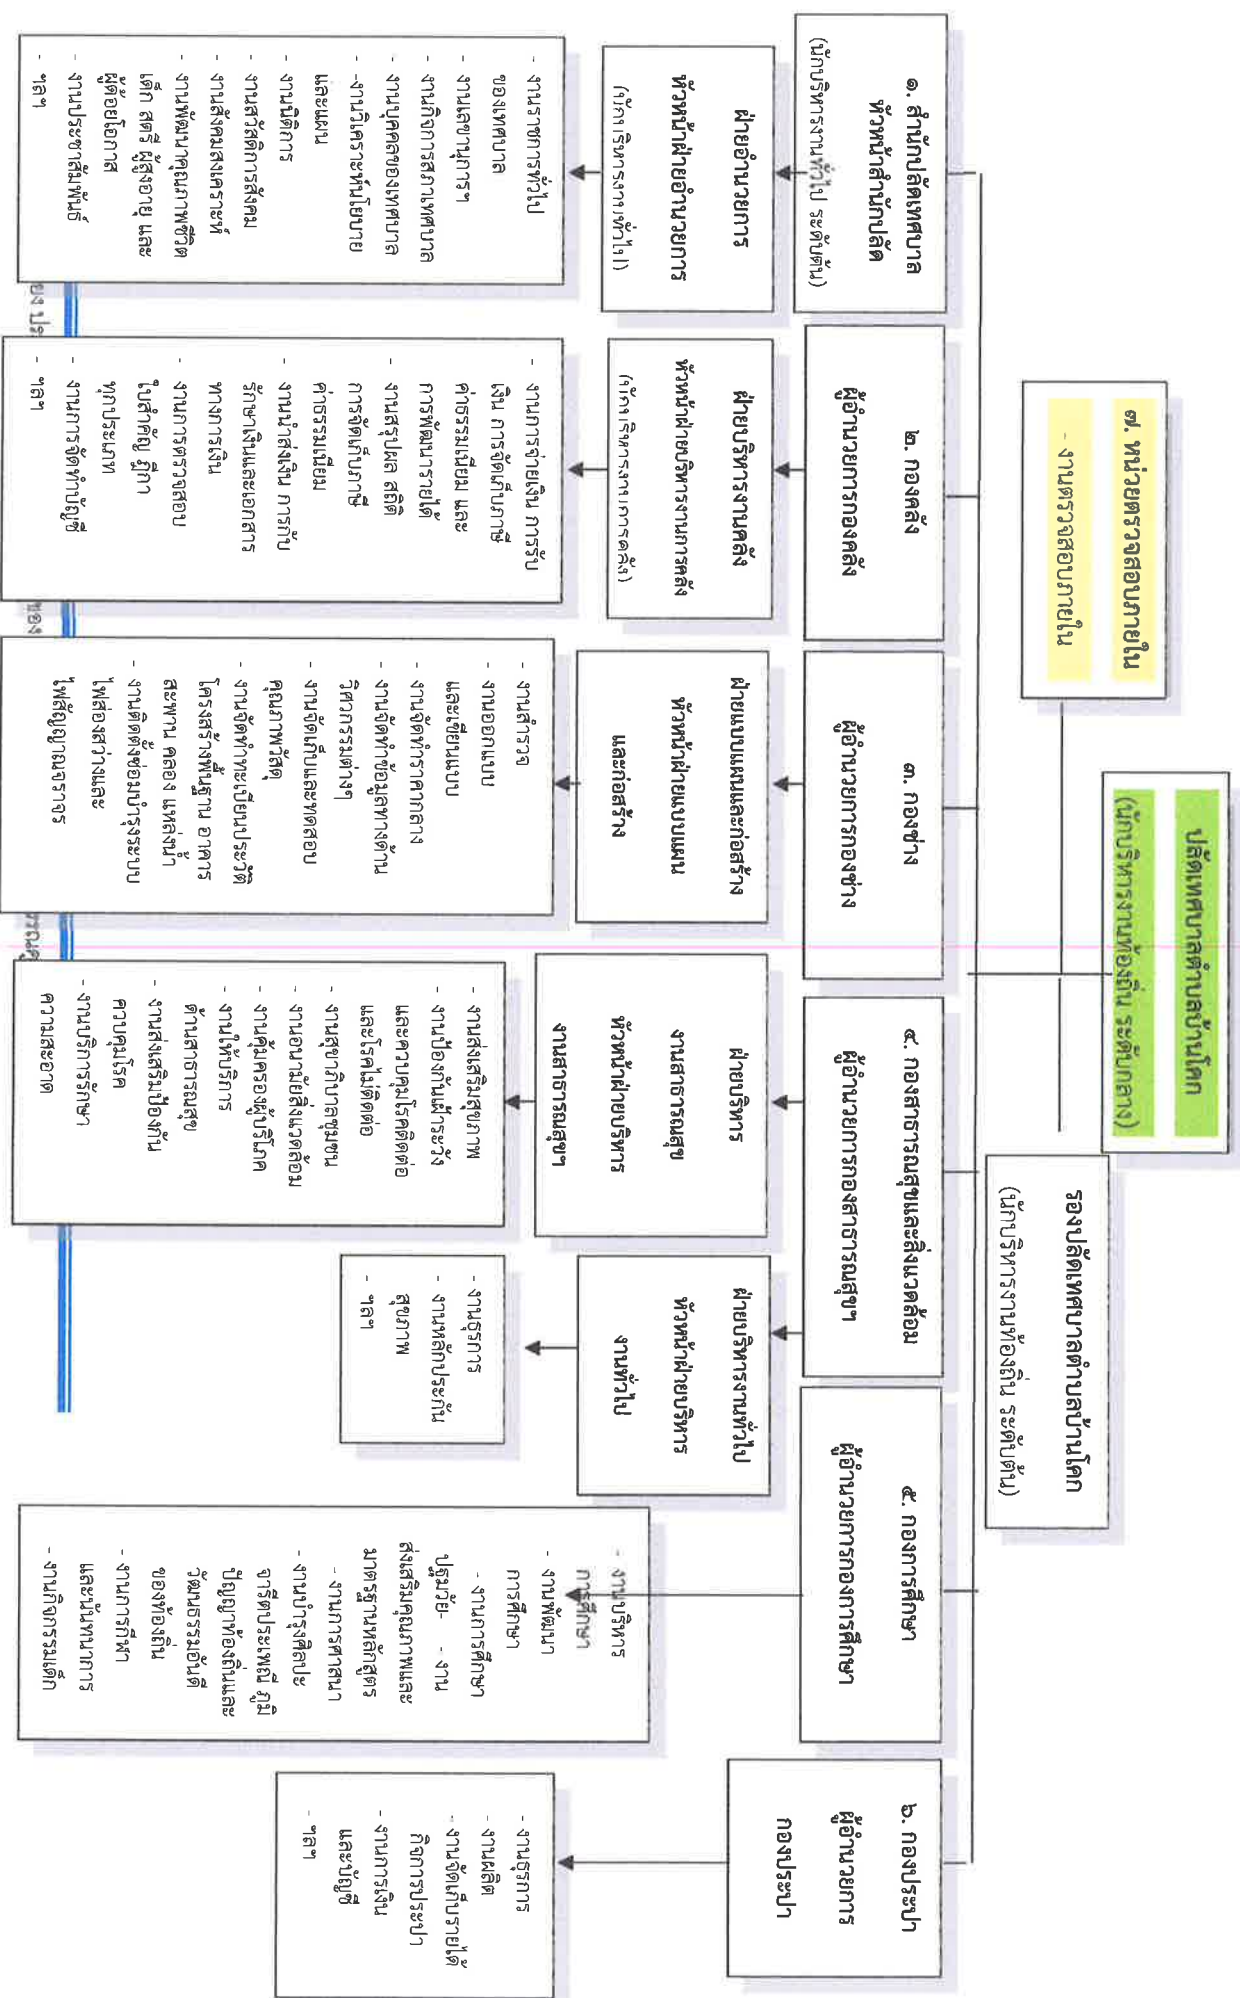 ปลัดเทศบาลตำบลบ้านโคก
(นักบริหารงานท้องถิ่น ระดับกลาง)
๗. หน่วยตรวจสอบภายใน
- งานตรวจสอบภายใน
รองปลัดเทศบาลตำบลบ้านโคก
(นักบริหารงานท้องถิ่น ระดับต้น)
๑. สำนักปลัดเทศบาล
หัวหน้าสำนักปลัด
(นักบริหารงานทั่วไป ระดับต้น)
ฝ่ายอำนวยการ
หัวหน้าฝ่ายอำนวยการ
(นักบริหารงานทั่วไป)
- งานราชการทั่วไป
ของเทศบาล
- งานเลขานุการฯ
- งานกิจการสภาเทศบาล
- งานบุคคลของเทศบาล
- -งานวิเคราะห์นโยบาย
และแผน
- งานนิติการ
- งานสวัสดิการสังคม
- งานสังคมสงเคราะห์
- งานพัฒนาคุณภาพชีวิต
เด็ก สตรี ผู้สูงอายุ และ
ผู้ด้อยโอกาส
- งานประชาสัมพันธ์
- ฯลฯ
๒. กองคลัง
ผู้อำนวยการกองคลัง
ฝ่ายบริหารงานคลัง
หัวหน้าฝ่ายบริหารงานการคลัง
(นักบริหารงานการคลัง)
- งานการจ่ายเงิน การรับ
เงิน การจัดเก็บภาษี
ค่าธรรมเนียม และ
การพัฒนารายได้
- งานสรุปผล สถิติ
การจัดเก็บภาษี
ค่าธรรมเนียม
- งานนำส่งเงิน การเก็บ
รักษาเงินและเอกสาร
ทางการเงิน
- งานการตรวจสอบ
ใบสำคัญ ฎีกา
ทุกประเภท
- งานการจัดทำบัญชี
- ฯลฯ
๓. กองช่าง
ผู้อำนวยการกองช่าง
ฝ่ายแบบแผนและก่อสร้าง
หัวหน้าฝ่ายแบบแผน
และก่อสร้าง
- งานสำรวจ
- งานออกแบบ
และเขียนแบบ
- งานจัดทำราคากลาง
- งานจัดทำข้อมูลทางด้าน
วิศวกรรมต่างๆ
- งานจัดเก็บและทดสอบ
คุณภาพวัสดุ
- งานจัดทำทะเบียนประวัติ
โครงสร้างพื้นฐาน อาคาร
สะพาน คลอง แหล่งน้ำ
- งานติดตั้งซ่อมบำรุงระบบ
ไฟส่องสว่างและ
ไฟสัญญาณจราจร
๔. กองสาธารณสุขและสิ่งแวดล้อม
ผู้อำนวยการกองสาธารณสุขฯ
ฝ่ายบริหาร
งานสาธารณสุข
หัวหน้าฝ่ายบริหาร
งานสาธารณสุขฯ
- งานส่งเสริมสุขภาพ
- งานป้องกันเฝ้าระวัง
และควบคุมโรคติดต่อ
และโรคไม่ติดต่อ
- งานสุขาภิบาลชุมชน
- งานอนามัยสิ่งแวดล้อม
- งานคุ้มครองผู้บริโภค
- งานให้บริการ
ด้านสาธารณสุข
- งานส่งเสริมป้องกัน
ควบคุมโรค
- งานบริการรักษา
ความสะอาด
ฝ่ายบริหารงานทั่วไป
หัวหน้าฝ่ายบริหาร
งานทั่วไป
- งานธุรการ
- งานหลักประกัน
สุขภาพ
- ฯลฯ
๕. กองการศึกษา
ผู้อำนวยการกองการศึกษา
- งานบริหาร
การศึกษา
- งานพัฒนา
การศึกษา
- งานการศึกษา
ปฐมวัย- - งาน
ส่งเสริมคุณภาพและ
มาตรฐานหลักสูตร
- งานการศาสนา
- งานบำรุงศิลปะ
จารีตประเพณี ภูมิ
ปัญญาท้องถิ่นและ
วัฒนธรรมอันดี
ของท้องถิ่น
- งานการกีฬา
และนันทนาการ
- งานกิจกรรมเด็ก
๖. กองประปา
ผู้อำนวยการ
กองประปา
- งานธุรการ
- งานผลิต
- งานจัดเก็บรายได้
กิจการประปา
- งานการเงิน
และบัญชี
- ฯลฯ